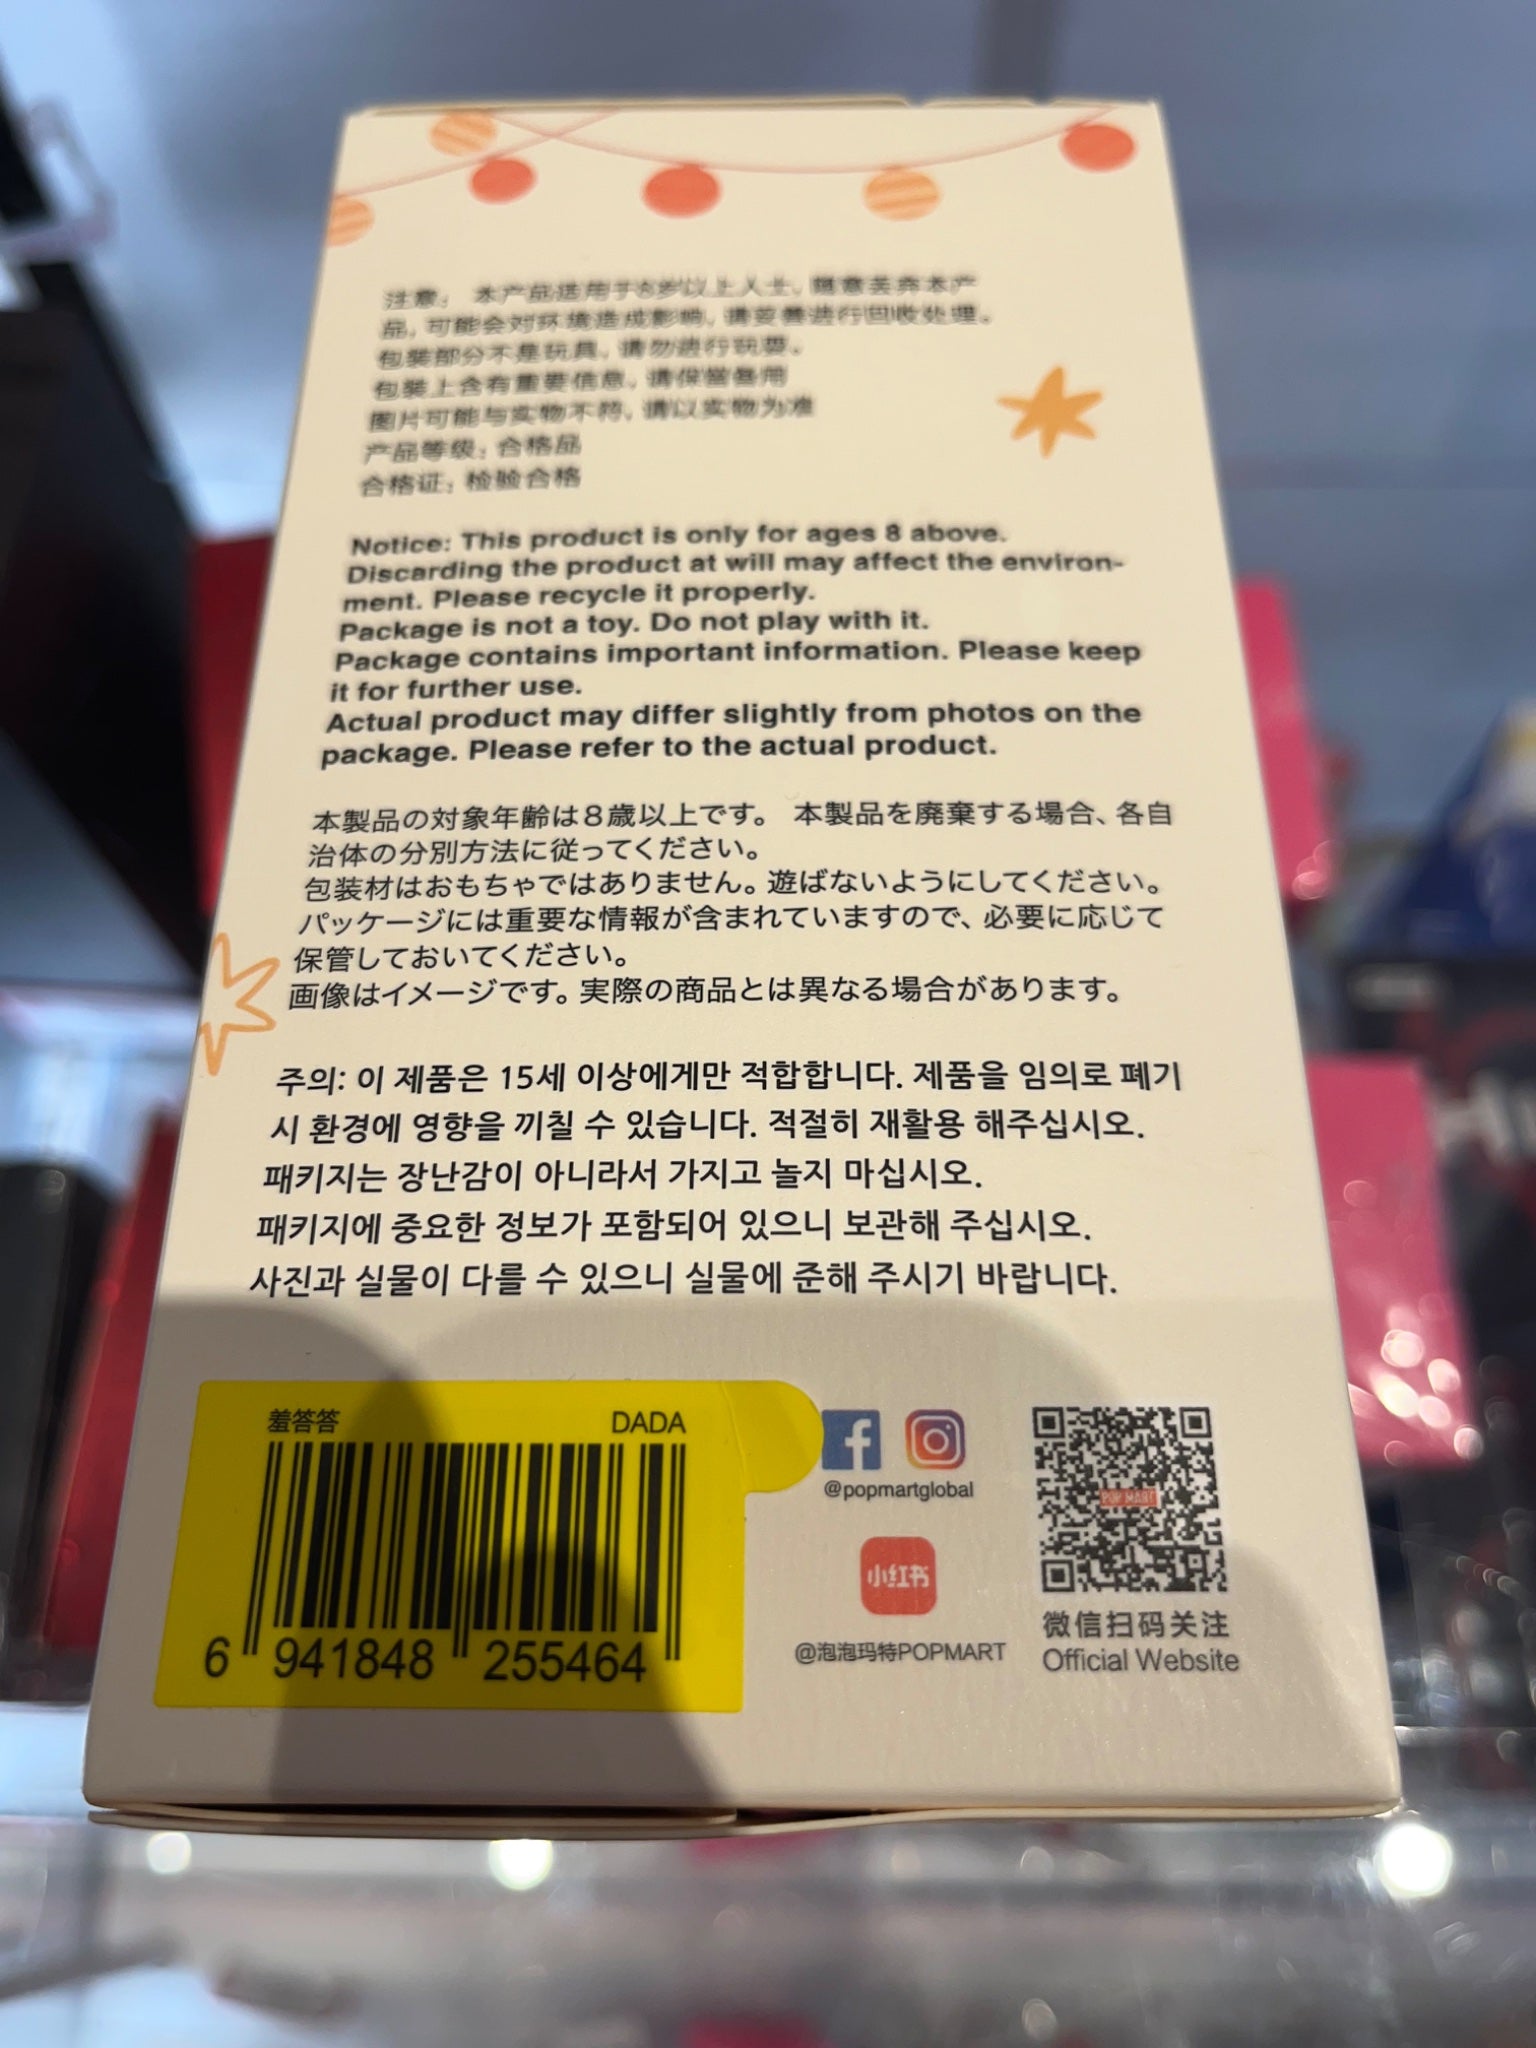 注意： 本产品适用于8岁以上人士。随意丢弃本产
品，可能会对环境造成影响，请妥善进行回收处理。
包装部分不是玩具，请勿进行玩耍。
包装上含有重要信息，请保留备用
图片可能与实物不符，请以实物为准
产品等级：合格品
合格证：检验合格
Notice: This product is only for ages 8 above.
Discarding the product at will may affect the environ-
ment. Please recycle it properly.
Package is not a toy. Do not play with it.
Package contains important information. Please keep
it for further use.
Actual product may differ slightly from photos on the
package. Please refer to the actual product.
本製品の対象年齢は8歳以上です。 本製品を廃棄する場合、各自
治体の分別方法に従ってください。
包装材はおもちゃではありません。遊ばないようにしてください。
パッケージには重要な情報が含まれていますので、必要に応じて
保管しておいてください。
画像はイメージです。実際の商品とは異なる場合があります。
주의: 이 제품은 15세 이상에게만 적합합니다. 제품을 임의로 폐기
시 환경에 영향을 끼칠 수 있습니다. 적절히 재활용 해주십시오.
패키지는 장난감이 아니라서 가지고 놀지 마십시오.
패키지에 중요한 정보가 포함되어 있으니 보관해 주십시오.
사진과 실물이 다를 수 있으니 실물에 준해 주시기 바랍니다.
羞答答 DADA
6 941848 255464
@popmartglobal
小红书
@泡泡玛特POPMART
POP MART
微信扫码关注
Official Website